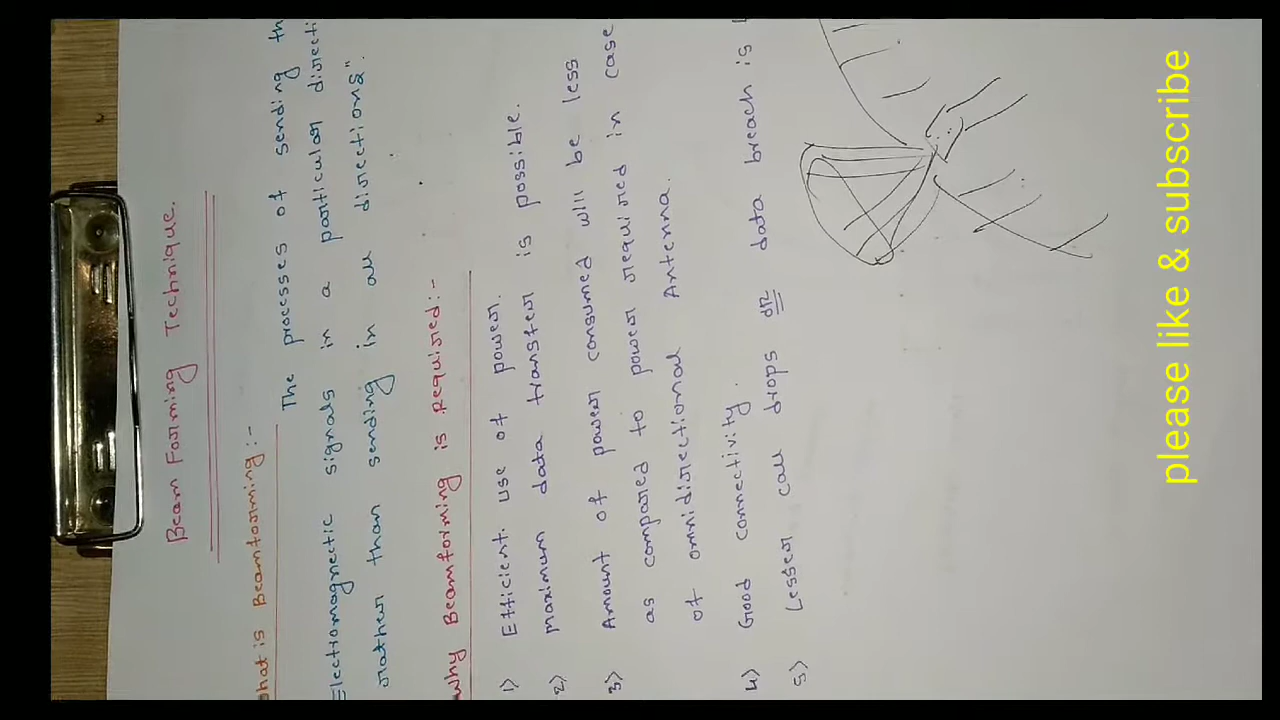 Beam Forming Technique.
What is Beamforming:-
The processes of sending th
Electromagnectic signals in a particular directi
rather than sending in all directions".
Why Beamforming is Required:-
1) Efficient use of power.
2) maximum data transfer is possible.
3) Amount of power consumed will be less
as compared to power required in case
of omnidirectional Antenna.
4) Good connectivity.
5) Lesser call drops or data breach is
please like & subscribe